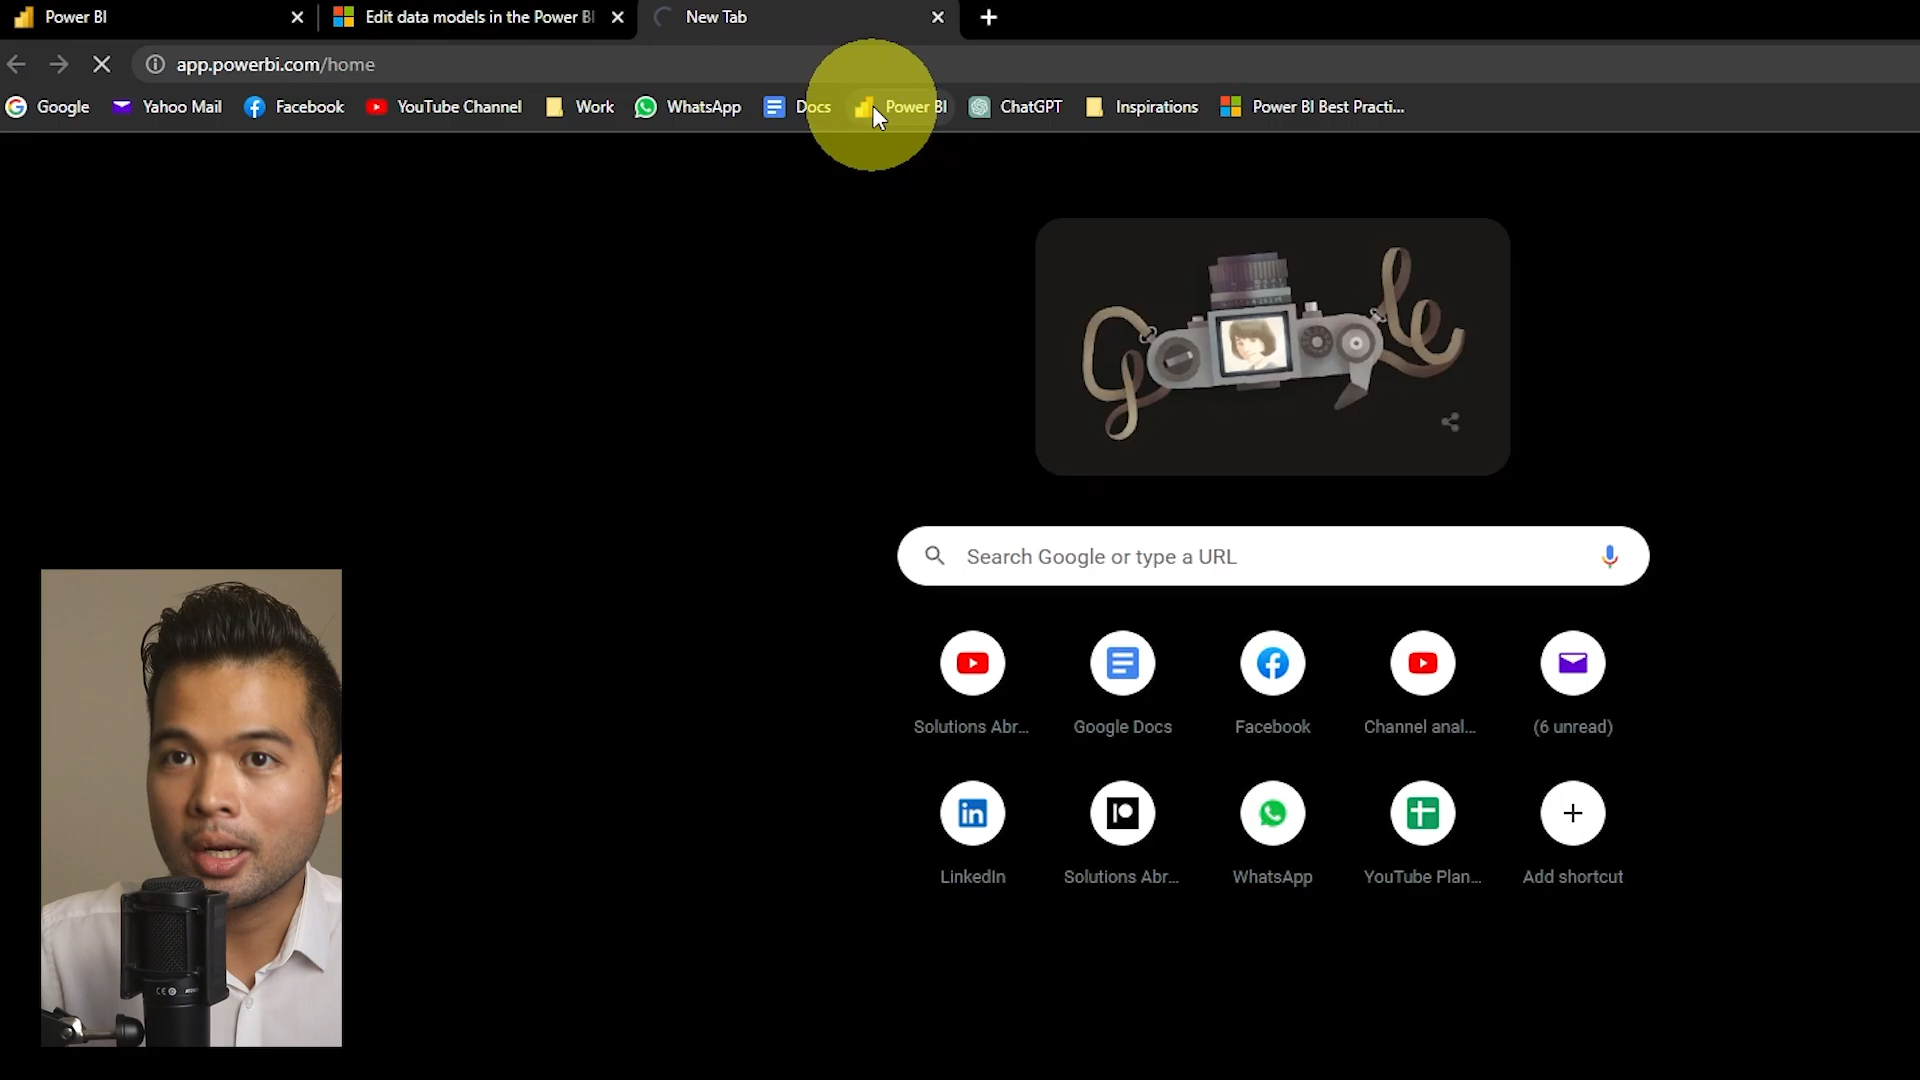 Power BI
Edit data models in the Power BI
New Tab
app.powerbi.com/home
Google
Yahoo Mail
Facebook
YouTube Channel
Work
WhatsApp
Docs
Power BI
ChatGPT
Inspirations
Power BI Best Practi...
Google
Search Google or type a URL
Solutions Abr...
Google Docs
Facebook
Channel anal...
(6 unread)
LinkedIn
Solutions Abr...
WhatsApp
YouTube Plan...
Add shortcut